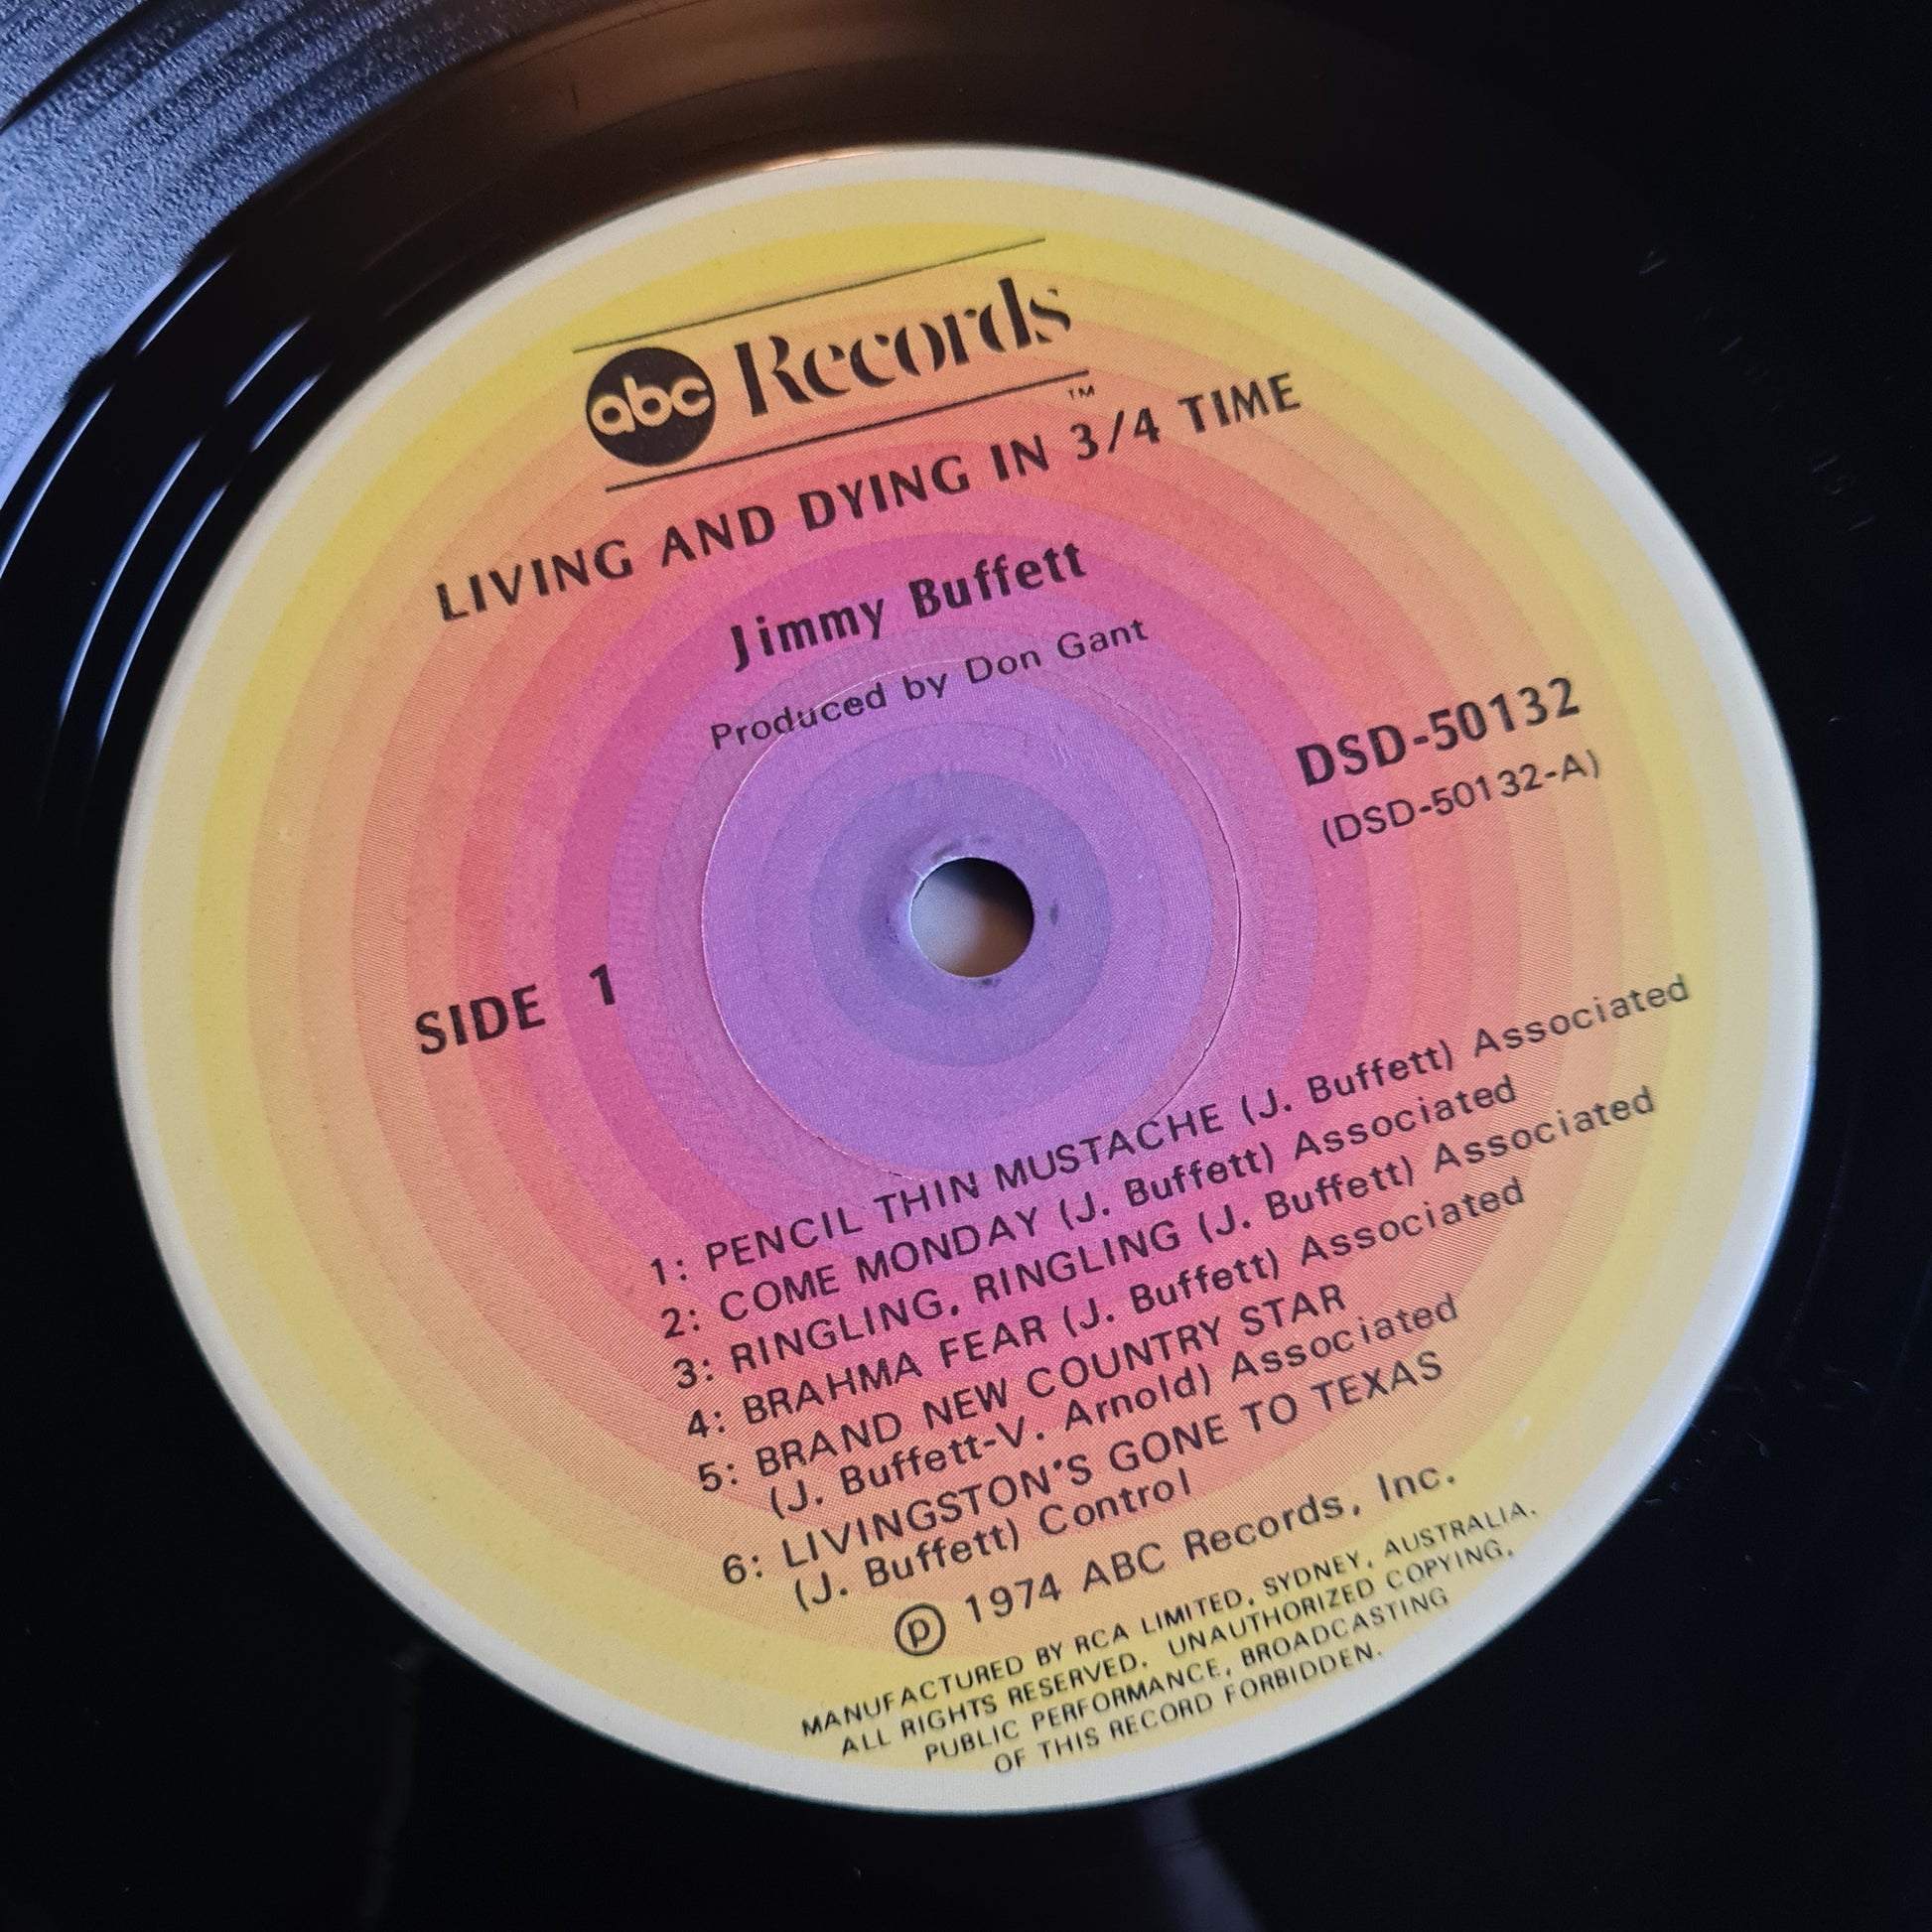 abc Records
TM
LIVING AND DYING IN 3/4 TIME
Jimmy Buffett
Produced by Don Gant
DSD-50132
(DSD-50132-A)
SIDE 1
1: PENCIL THIN MUSTACHE (J. Buffett) Associated
2: COME MONDAY (J. Buffett) Associated
3: RINGLING, RINGLING (J. Buffett) Associated
4: BRAHMA FEAR (J. Buffett) Associated
5: BRAND NEW COUNTRY STAR
(J. Buffett-V. Arnold) Associated
6: LIVINGSTON'S GONE TO TEXAS
(J. Buffett) Control
℗ 1974 ABC Records, Inc.
MANUFACTURED BY RCA LIMITED, SYDNEY, AUSTRALIA.
ALL RIGHTS RESERVED. UNAUTHORIZED COPYING,
PUBLIC PERFORMANCE, BROADCASTING
OF THIS RECORD FORBIDDEN.